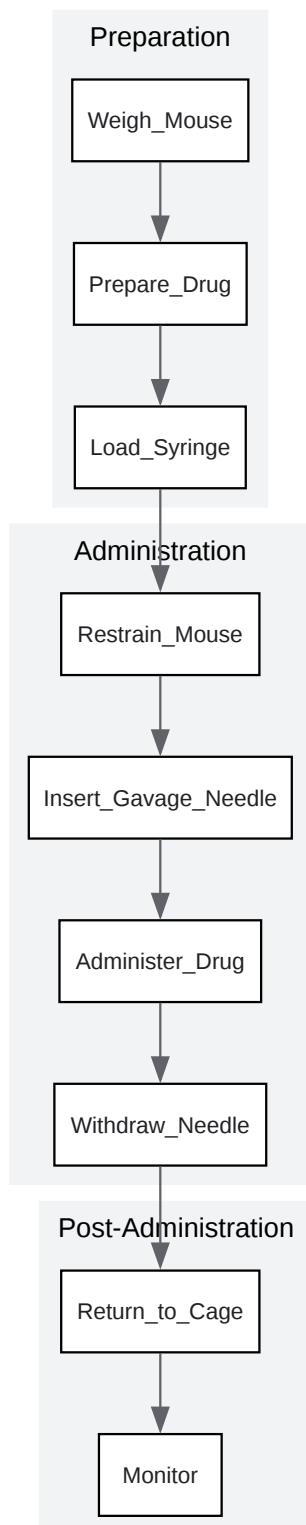 Preparation
Weigh_Mouse
Prepare_Drug
Load_Syringe
Administration
Restrain_Mouse
Insert_Gavage_Needle
Administer_Drug
Withdraw_Needle
Post-Administration
Return_to_Cage
Monitor